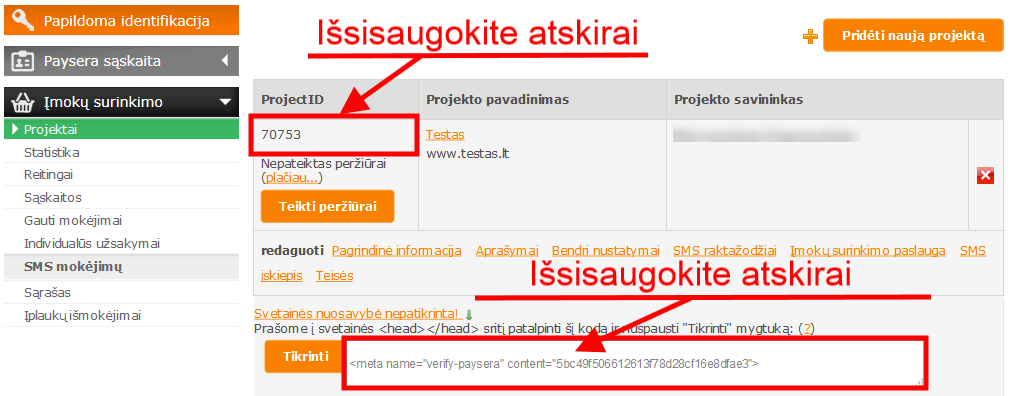 Papildoma identifikacija
Paysera sąskaita
Įmokų surinkimo
Projektai
Statistika
Reitingai
Sąskaitos
Gauti mokėjimai
Individualūs užsakymai
SMS mokėjimų
Sąrašas
Įplaukų išmokėjimai
Išsisaugokite atskirai
Pridėti naują projektą
ProjectID Projekto pavadinimas Projekto savininkas
70753 Testas
www.testas.lt
Nepateiktas peržiūrai
(plačiau...)
Teikti peržiūrai
redaguoti Pagrindinė informacija Aprašymai Bendri nustatymai SMS raktažodžiai Įmokų surinkimo paslauga SMS
įskiepis Teisės
Išsisaugokite atskirai
Svetainės nuosavybė nepatikrinta!
Prašome į svetainės <head></head> sritį patalpinti šį kodą ir nuspausti "Tikrinti" mygtuką: (?)
Tikrinti
<meta name="verify-paysera" content="5bc49f506612613f78d28cf16e8dfae3">